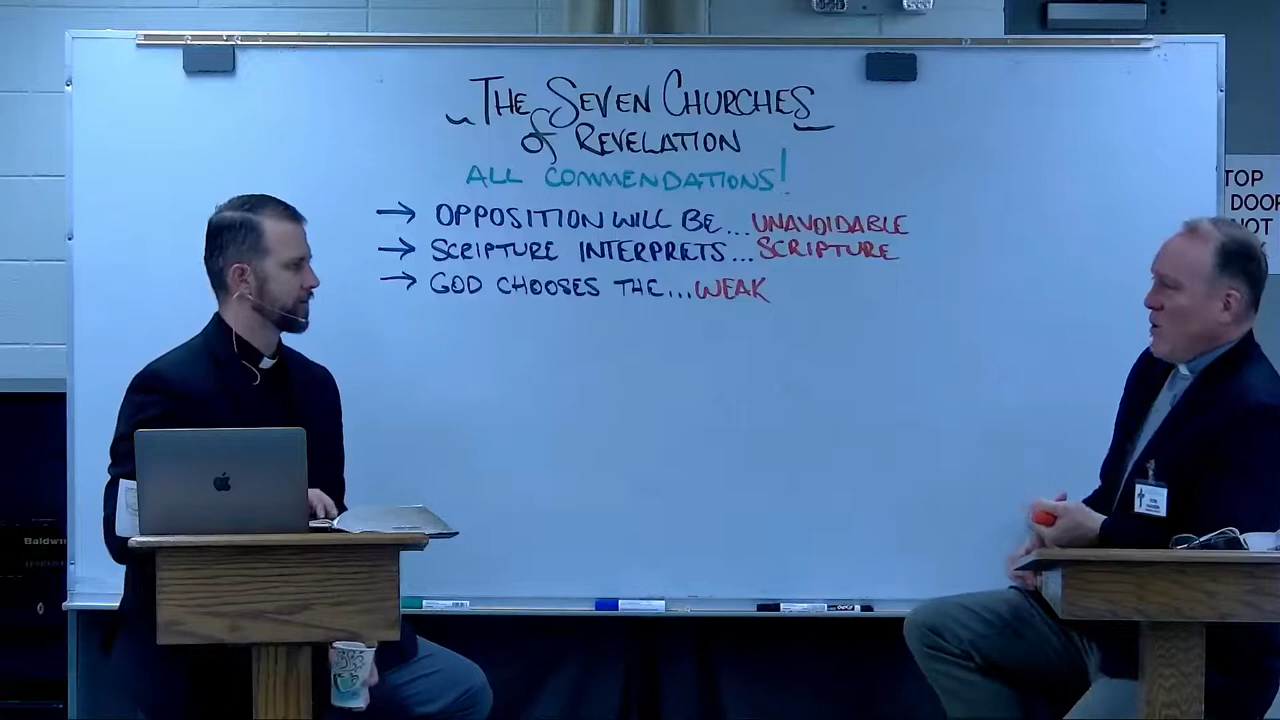 THE SEVEN CHURCHES
of REVELATION
ALL COMMENDATIONS!
→ OPPOSITION WILL BE...UNAVOIDABLE
→ SCRIPTURE INTERPRETS...SCRIPTURE
→ GOD CHOOSES THE...WEAK
TOP
DOOR
NOT
Baldwin